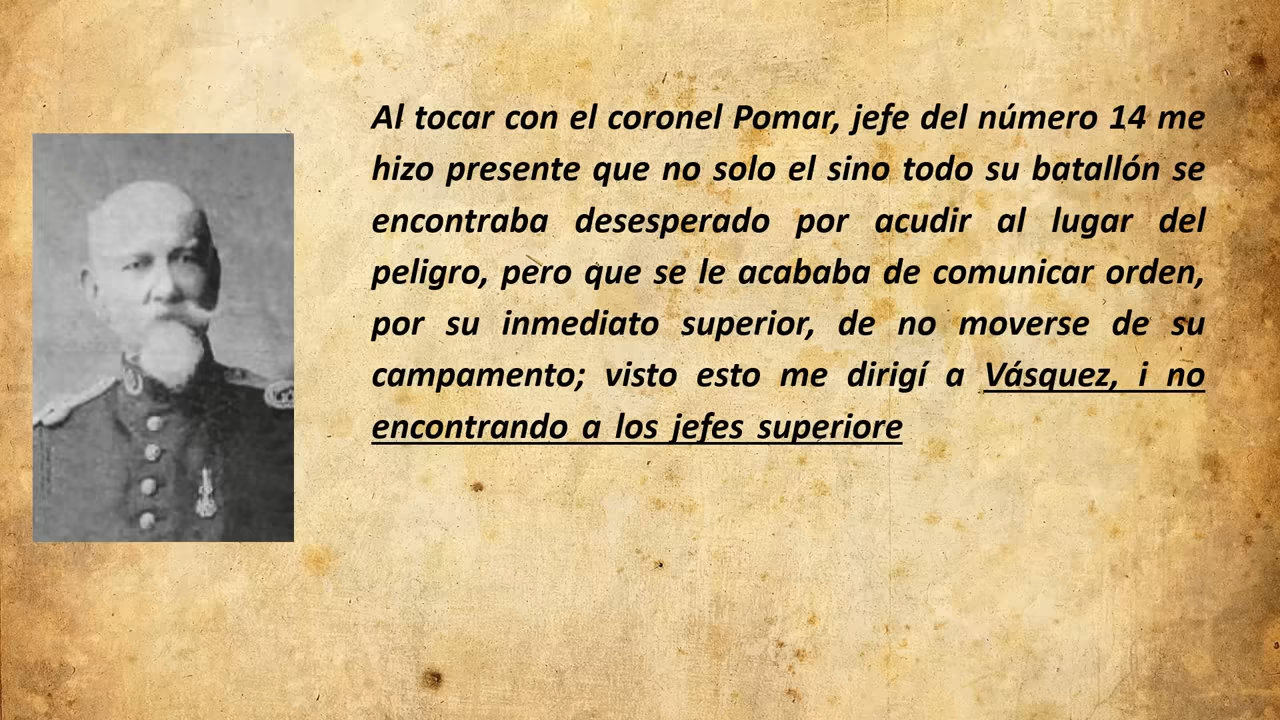 Al tocar con el coronel Pomar, jefe del número 14 me
hizo presente que no solo el sino todo su batallón se
encontraba desesperado por acudir al lugar del
peligro, pero que se le acababa de comunicar orden,
por su inmediato superior, de no moverse de su
campamento; visto esto me dirigí a Vásquez, i no
encontrando a los jefes superiore